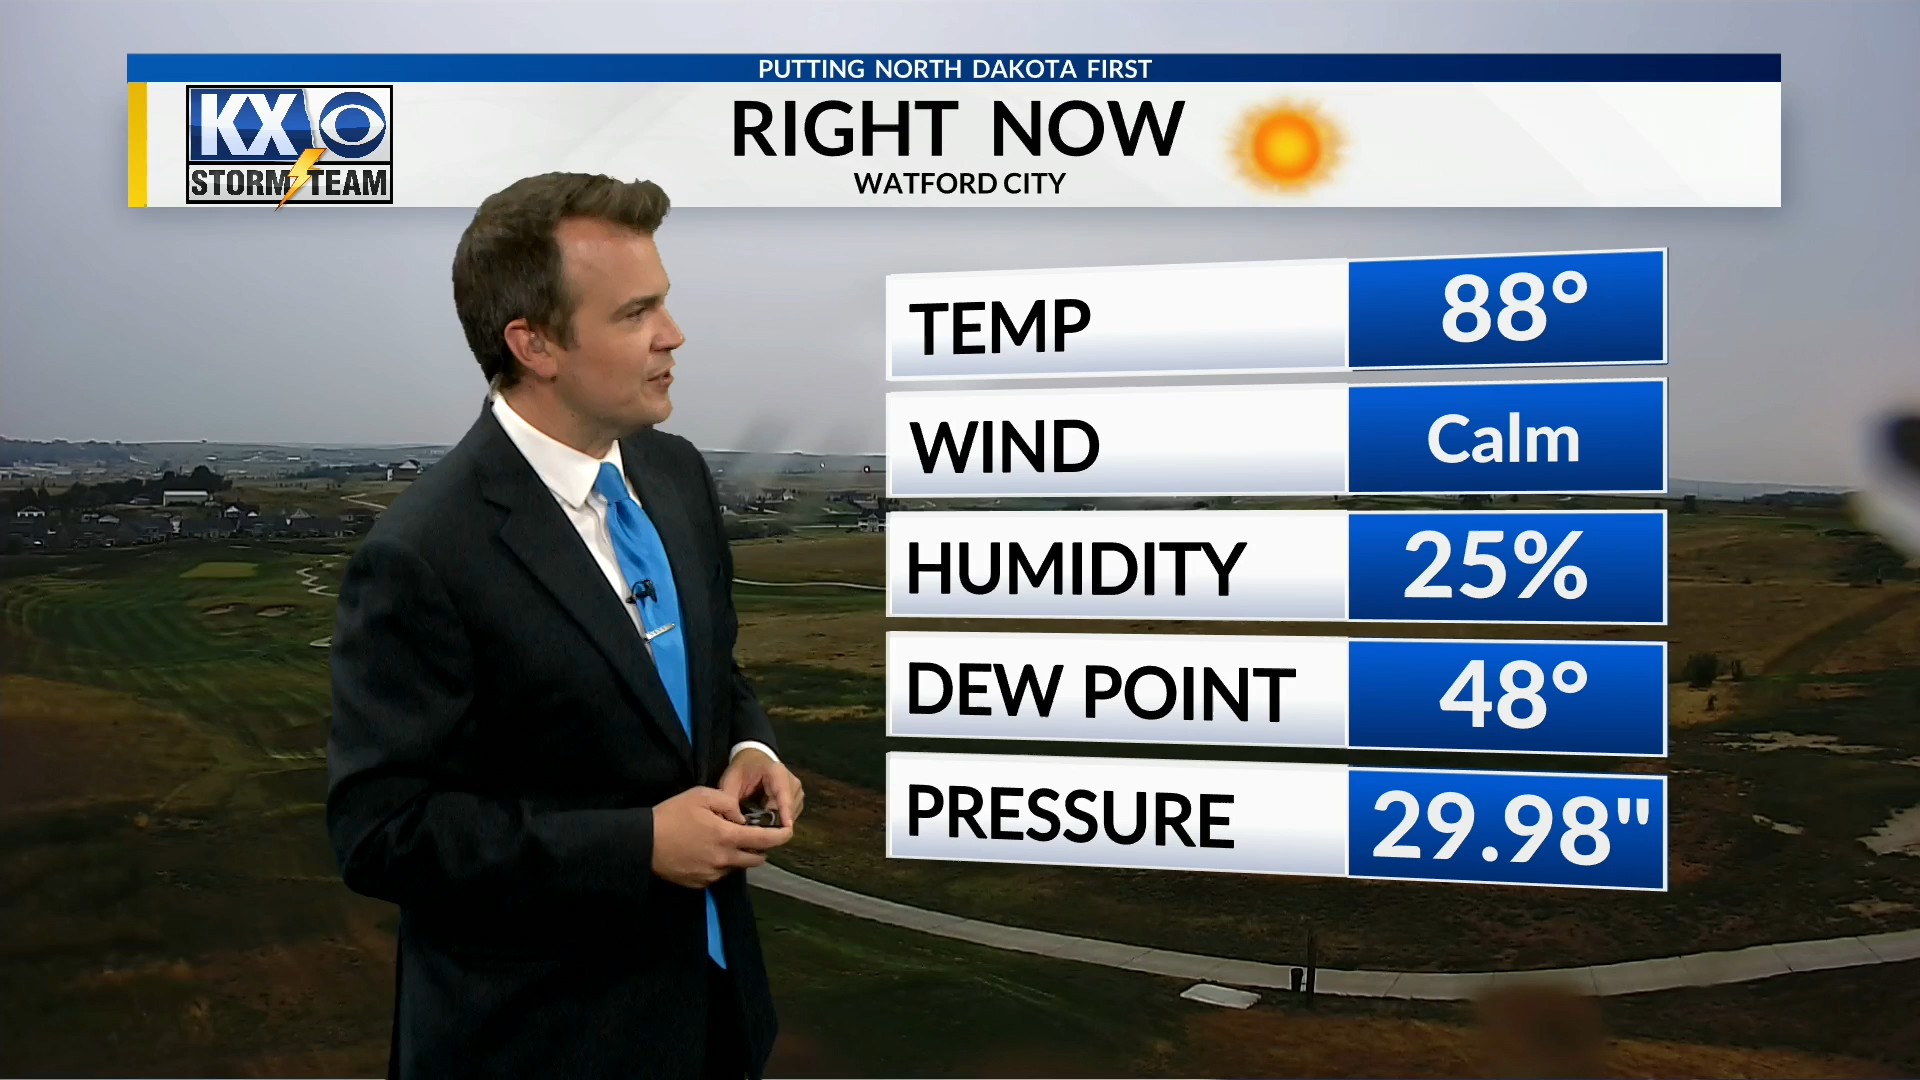 PUTTING NORTH DAKOTA FIRST
KX
STORM TEAM
RIGHT NOW
WATFORD CITY
TEMP 88°
WIND Calm
HUMIDITY 25%
DEW POINT 48°
PRESSURE 29.98"